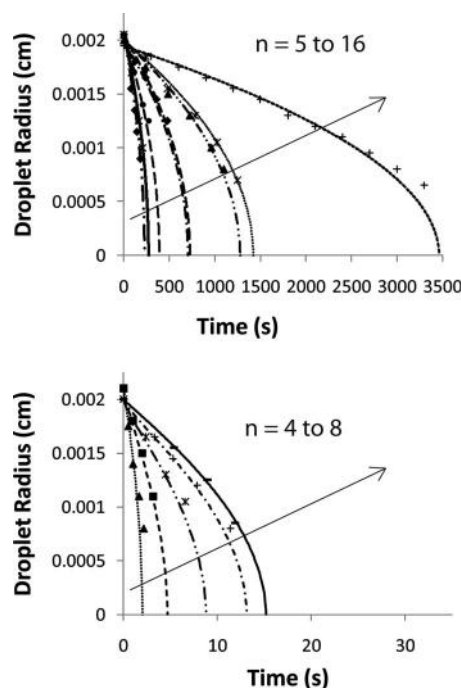 Droplet Radius (cm)
0.002
0.0015
0.001
0.0005
0
n = 5 to 16
0 500 1000 1500 2000 2500 3000 3500
Time (s)
Droplet Radius (cm)
0.002
0.0015
0.001
0.0005
0
n = 4 to 8
0 10 20 30
Time (s)